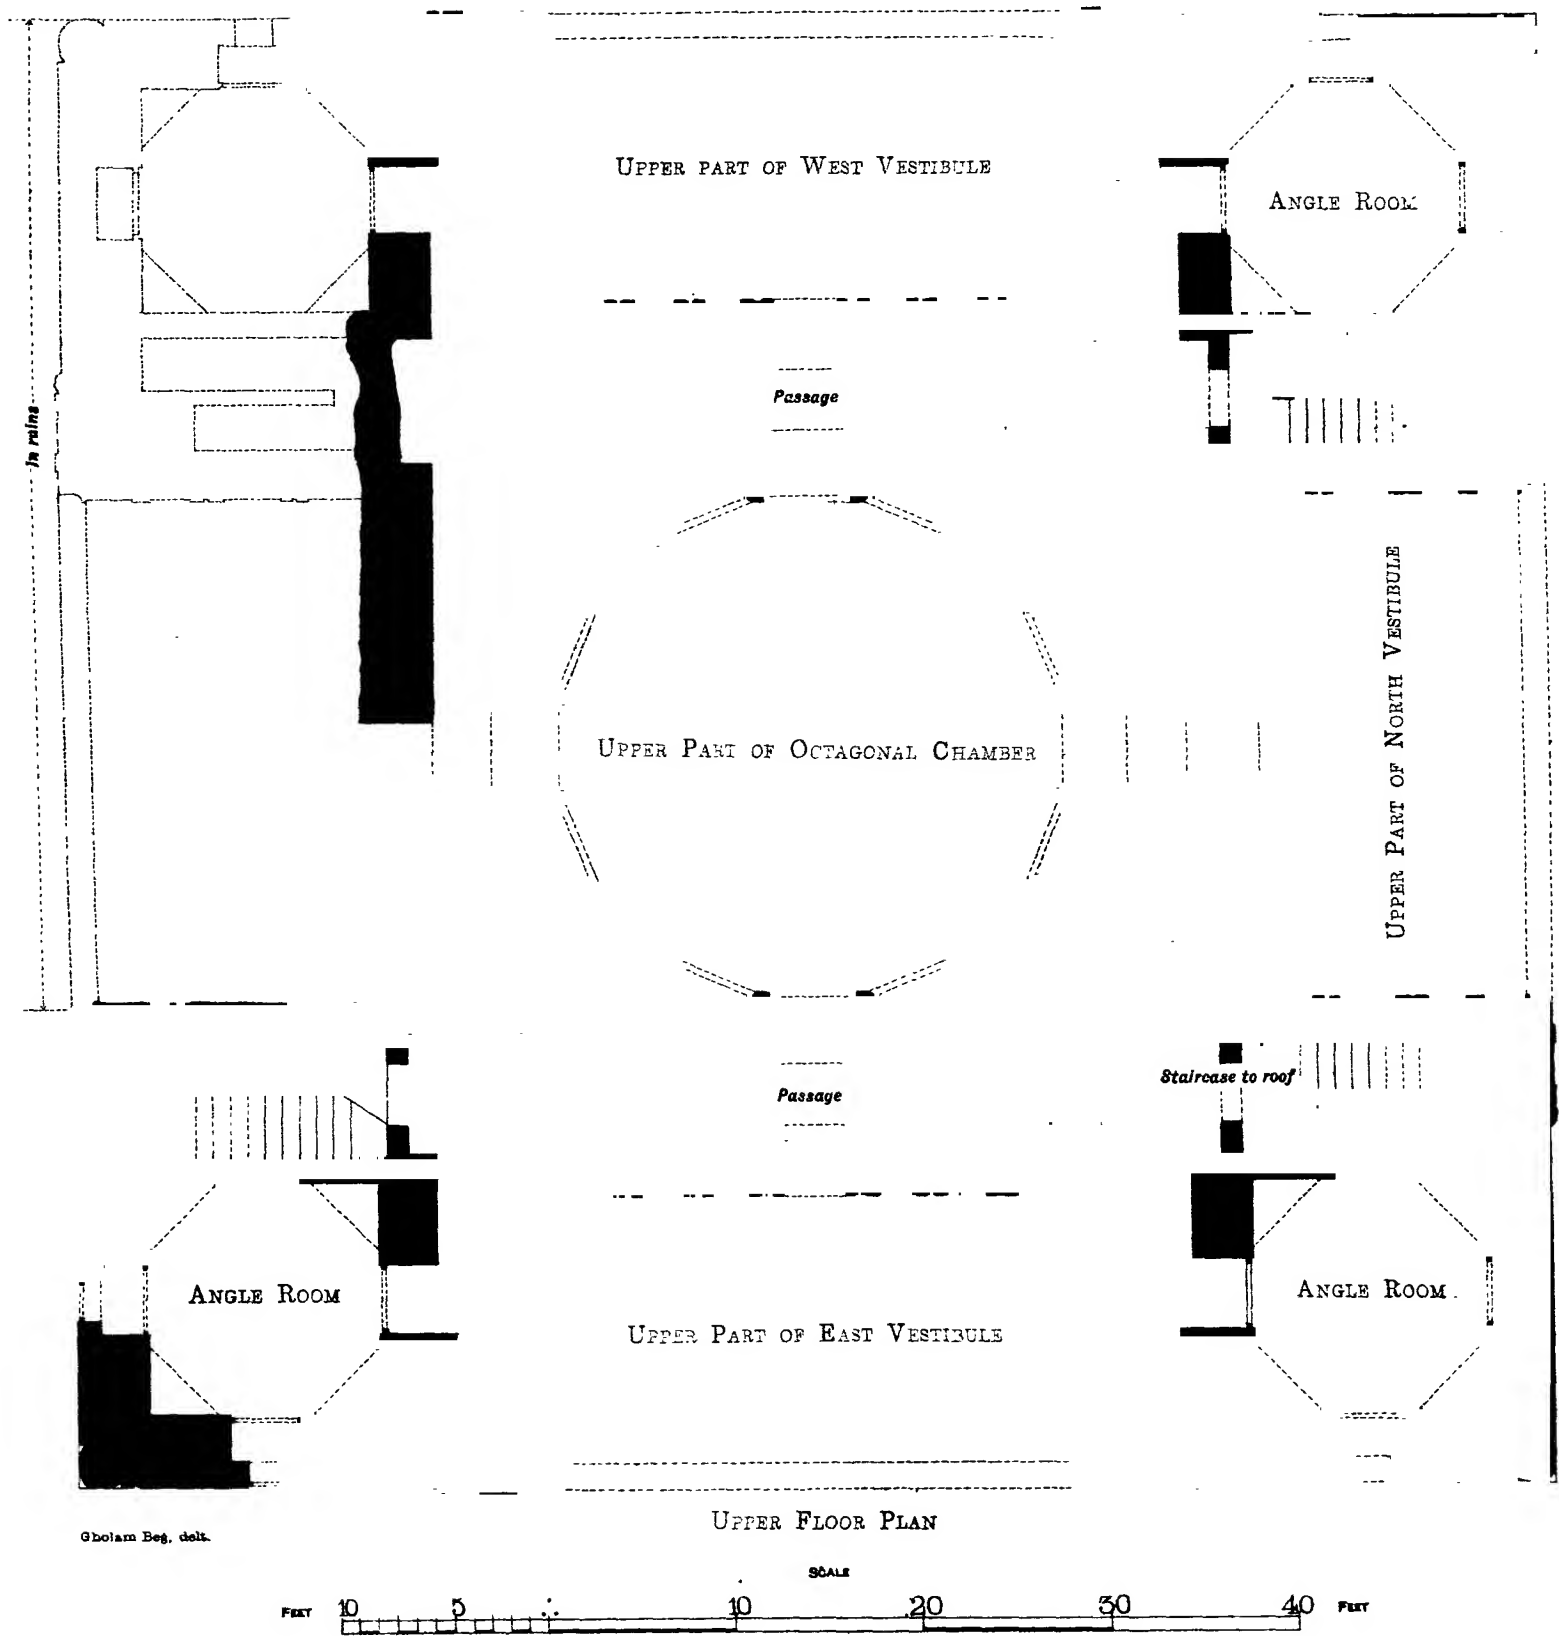 UPPER PART OF WEST VESTIBULE
ANGLE ROOM
In ruins
Passage
UPPER PART OF OCTAGONAL CHAMBER
UPPER PART OF NORTH VESTIBULE
Passage
Staircase to roof
ANGLE ROOM
ANGLE ROOM
UPPER PART OF EAST VESTIBULE
UPPER FLOOR PLAN
Gholam Beg, delt.
SCALE
FEET 10 5 10 20 30 40 FEET